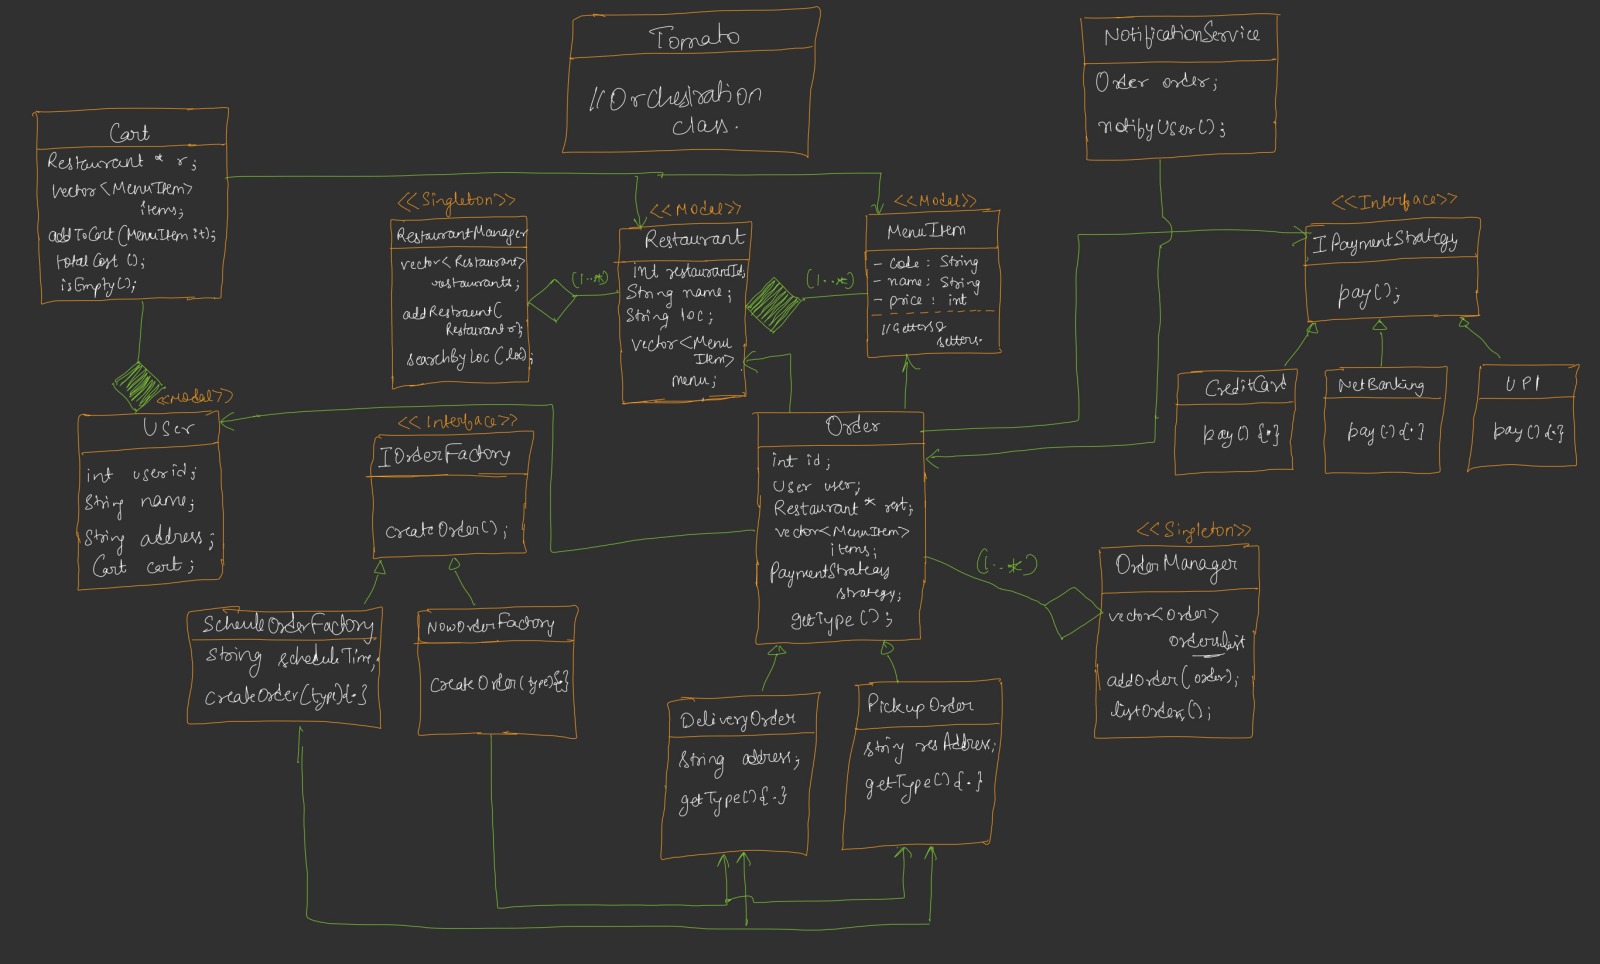 Tomato
//Orchestration
class.
NotificationService
Order order;
notifyUser();
Cart
Restaurant * r;
vector<MenuItem>
items;
addToCart(MenuItem it);
totalCost();
isEmpty();
<<Singleton>>
RestaurantManager
vector<Restaurant>
restaurants;
addRestraunt(
Restaurant r);
searchByLoc(loc);
(1..*)
<<Model>>
Restaurant
int restaurantId;
String name;
String loc;
vector<Menu
Item>
menu;
(1..*)
<<Model>>
MenuItem
- code : String
- name : String
- price : int
//Getters &
setters.
<<Interface>>
IPaymentStrategy
pay();
CreditCard
pay() {.}
NetBanking
pay() {.}
UPI
pay() {.}
<<Model>>
User
int userid;
String name;
String address;
Cart cart;
<<Interface>>
IOrderFactory
createOrder();
Order
int id;
User user;
Restaurant * rest;
vector<MenuItem>
items;
PaymentStrategy
strategy;
getType();
(1..*)
<<Singleton>>
OrderManager
vector<Order>
ordersList
addOrder(order);
listOrders();
ScheuleOrderFactory
String scheduleTime;
createOrder(type){.}
NowOrderFactory
createOrder(type){.}
DeliveryOrder
String address;
getType(){.}
PickupOrder
String resAddress;
getType(){.}